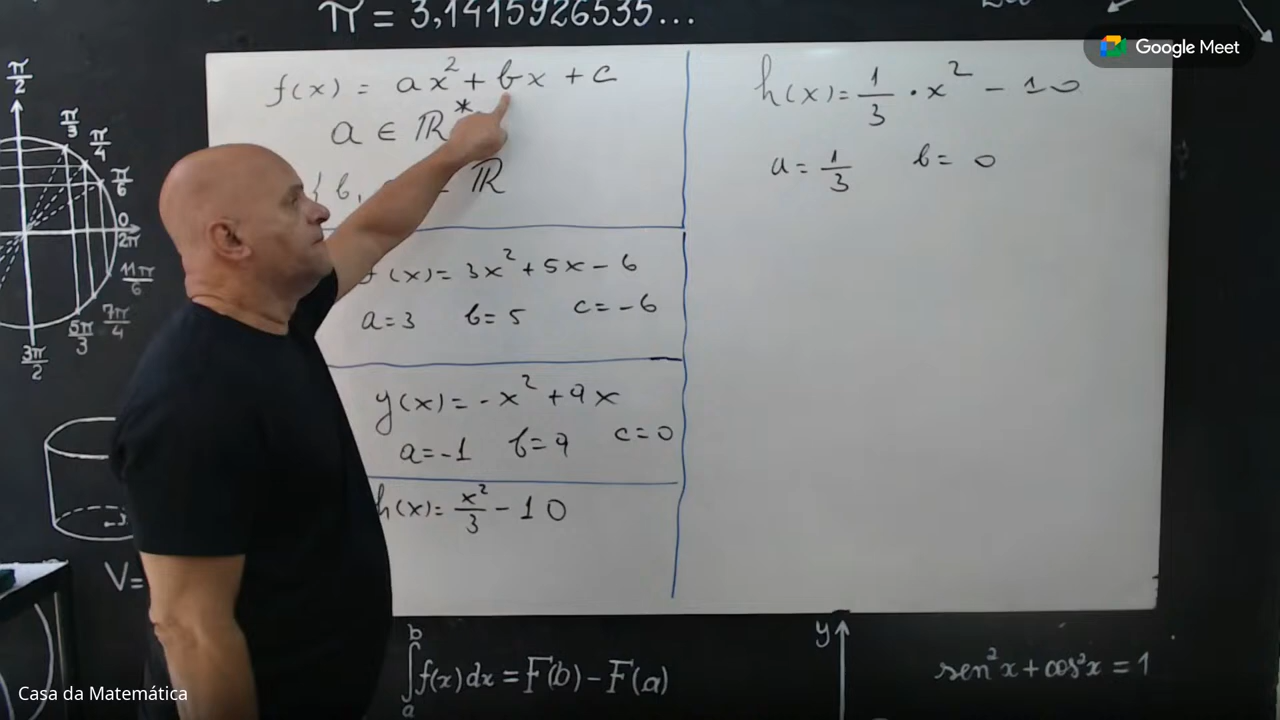 π = 3,1415926535...
Google Meet
f(x) = ax² + bx + c
a ∈ ℝ*
{ b, ℝ
f(x) = 3x² + 5x - 6
a = 3 b = 5 c = -6
y(x) = -x² + 9x
a = -1 b = 9 c = 0
h(x) = x²/3 - 10
h(x) = 1/3 · x² - 10
a = 1/3 b = 0
π/2
π/3
π/4
π/6
0
2π
11π/6
7π/4
5π/3
3π/2
V=
Casa da Matemática
∫ₐᵇ f(x) dx = F(b) - F(a)
y
sen²x + cos²x = 1